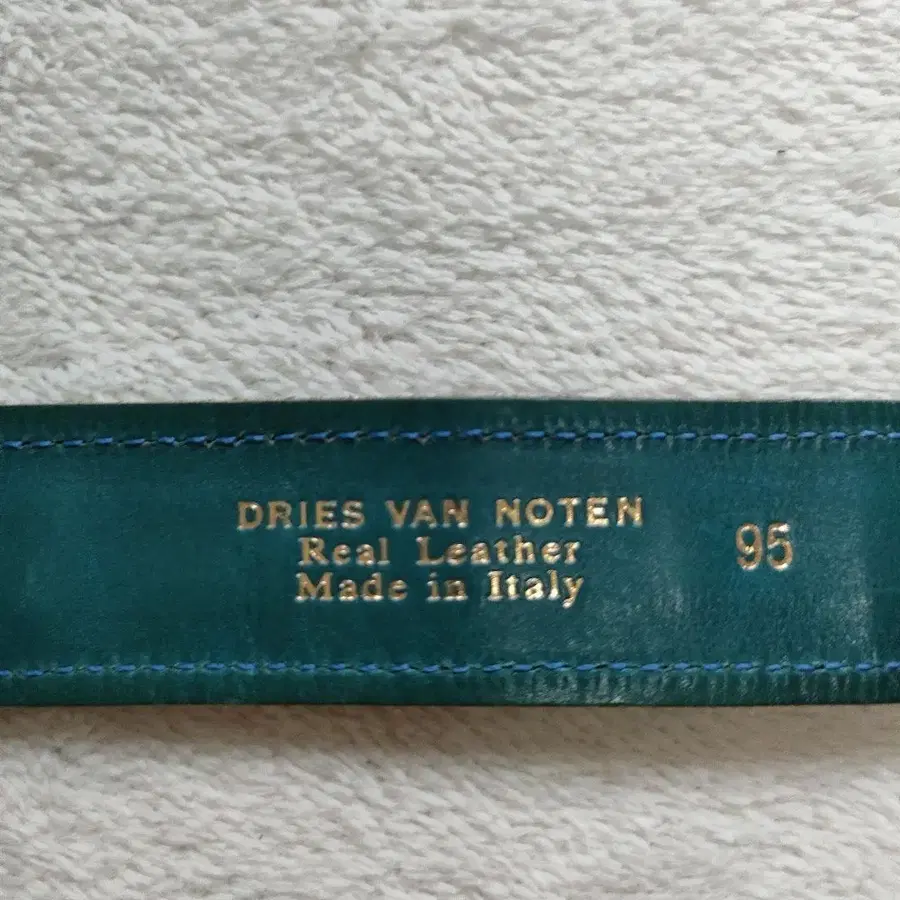 DRIES VAN NOTEN
Real Leather
Made in Italy
95